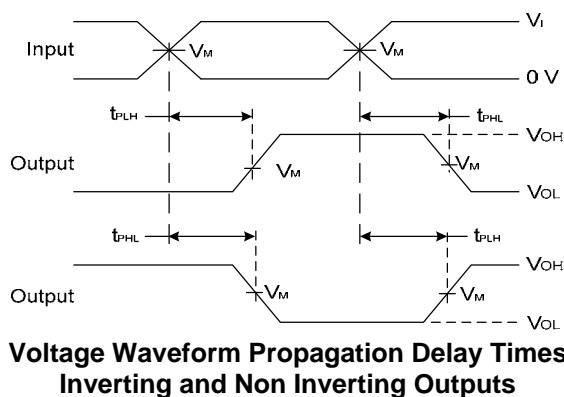 VI
Input VM VM
0 V
tPLH tPHL
VOH
Output VM VM
VOL
tPHL tPLH
VOH
Output VM VM
VOL
Voltage Waveform Propagation Delay Times
Inverting and Non Inverting Outputs